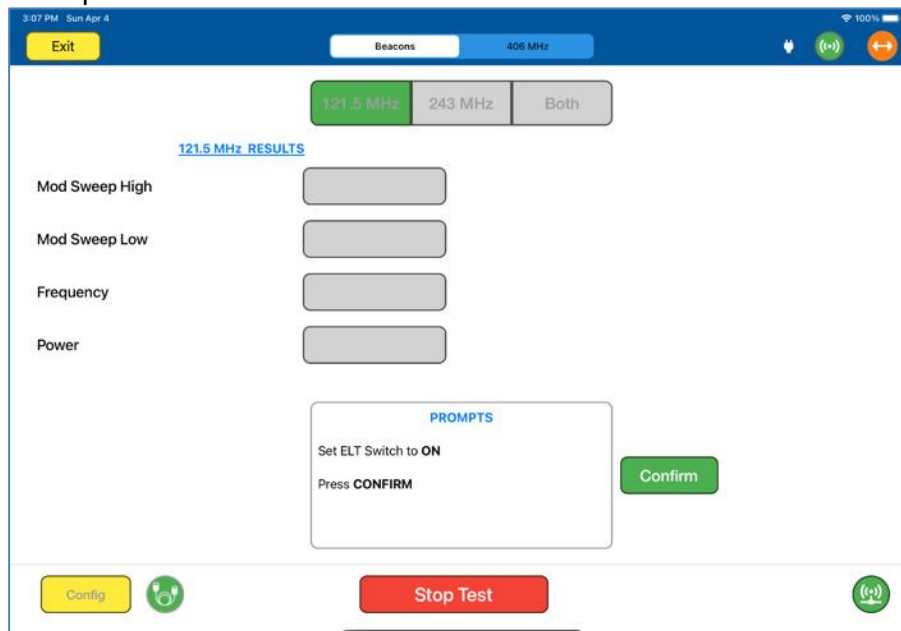 3:07 PM Sun Apr 4
100%
Exit
Beacons
406 MHz
121.5 MHz
243 MHz
Both
121.5 MHz RESULTS
Mod Sweep High
Mod Sweep Low
Frequency
Power
PROMPTS
Set ELT Switch to ON
Press CONFIRM
Confirm
Config
Stop Test